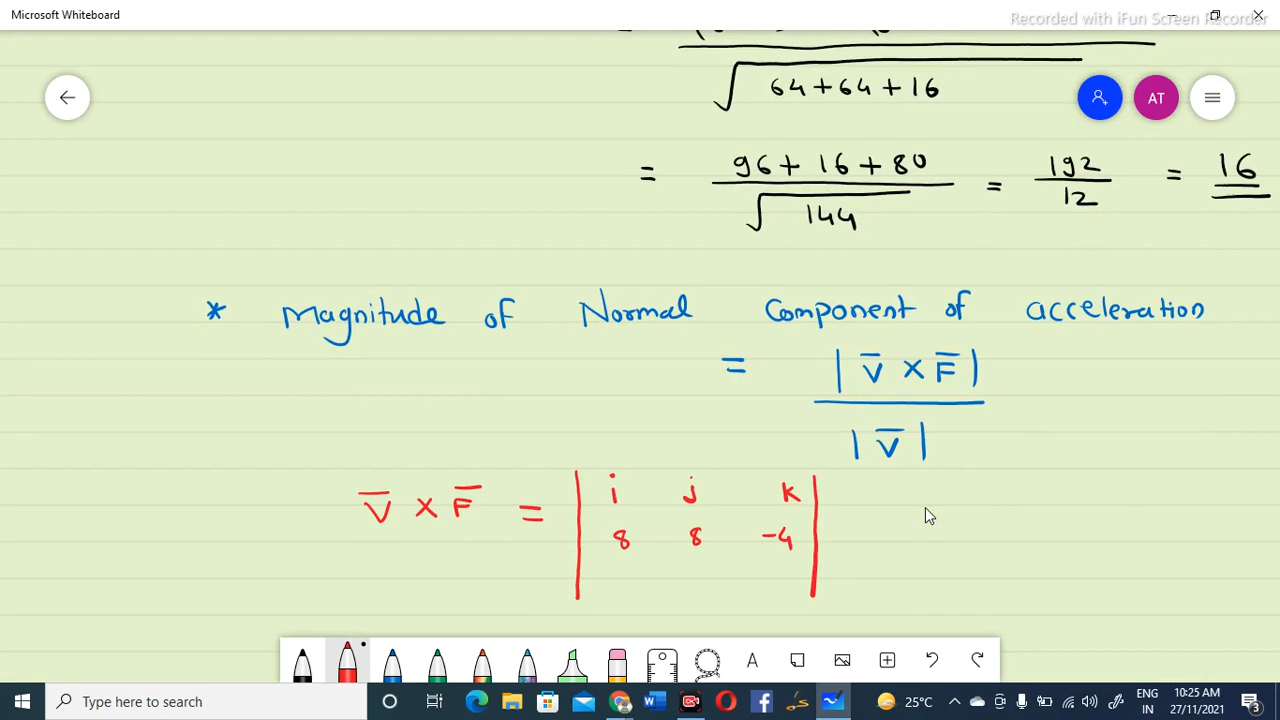 Microsoft Whiteboard
Recorded with iFun Screen Recorder
√64+64+16
AT
= 96+16+80 / √144 = 192 / 12 = 16
* Magnitude of Normal Component of acceleration
= |V̅ × F̅| / |V̅|
V̅ × F̅ = | i j k
8 8 -4 |
A
Type here to search
25°C
ENG
IN
10:25 AM
27/11/2021
3